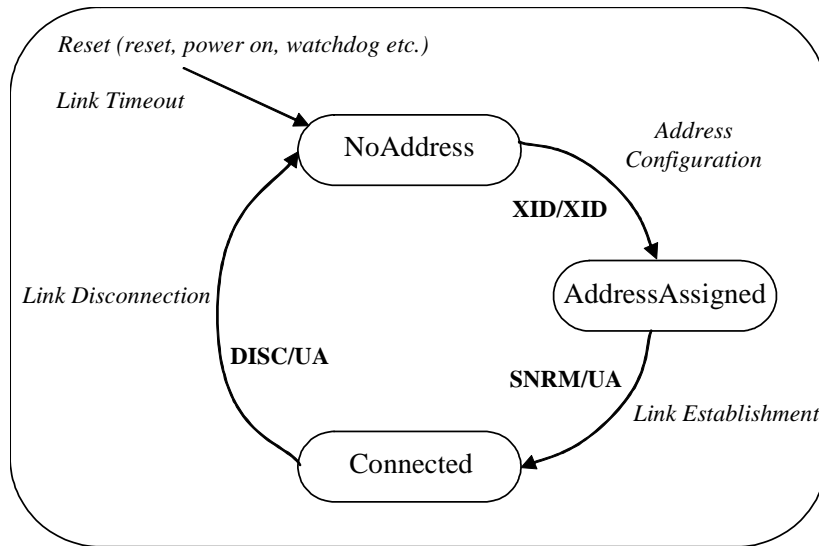 Reset (reset, power on, watchdog etc.)
Link Timeout
NoAddress
Address
Configuration
XID/XID
AddressAssigned
Link Disconnection
DISC/UA
SNRM/UA
Link Establishment
Connected